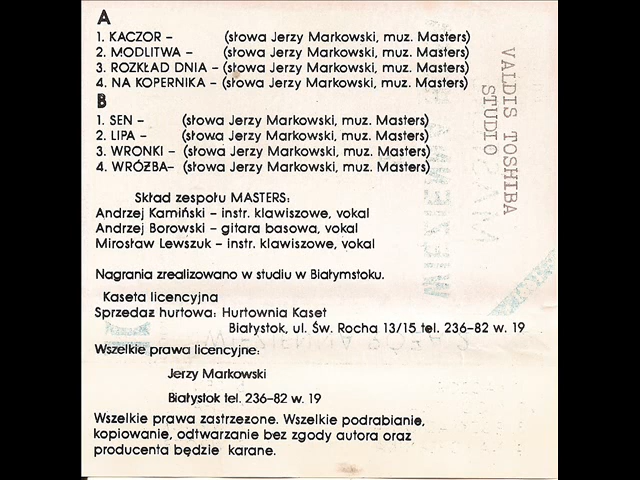 A
1. KACZOR – (słowa Jerzy Markowski, muz. Masters)
2. MODLITWA – (słowa Jerzy Markowski, muz. Masters)
3. ROZKŁAD DNIA – (słowa Jerzy Markowski, muz. Masters)
4. NA KOPERNIKA – (słowa Jerzy Markowski, muz. Masters)
B
1. SEN – (słowa Jerzy Markowski, muz. Masters)
2. LIPA – (słowa Jerzy Markowski, muz. Masters)
3. WRONKI – (słowa Jerzy Markowski, muz. Masters)
4. WRÓŻBA– (słowa Jerzy Markowski, muz. Masters)
Skład zespołu MASTERS:
Andrzej Kamiński – instr. klawiszowe, vokal
Andrzej Borowski – gitara basowa, vokal
Mirosław Lewszuk – instr. klawiszowe, vokal
Nagrania zrealizowano w studiu w Białymstoku.
Kaseta licencyjna
Sprzedaż hurtowa: Hurtownia Kaset
Białystok, ul. Św. Rocha 13/15 tel. 236–82 w. 19
Wszelkie prawa licencyjne:
Jerzy Markowski
Białystok tel. 236–82 w. 19
Wszelkie prawa zastrzeżone. Wszelkie podrabianie,
kopiowanie, odtwarzanie bez zgody autora oraz
producenta będzie karane.
VALDIS TOSHIBA
STUDIO